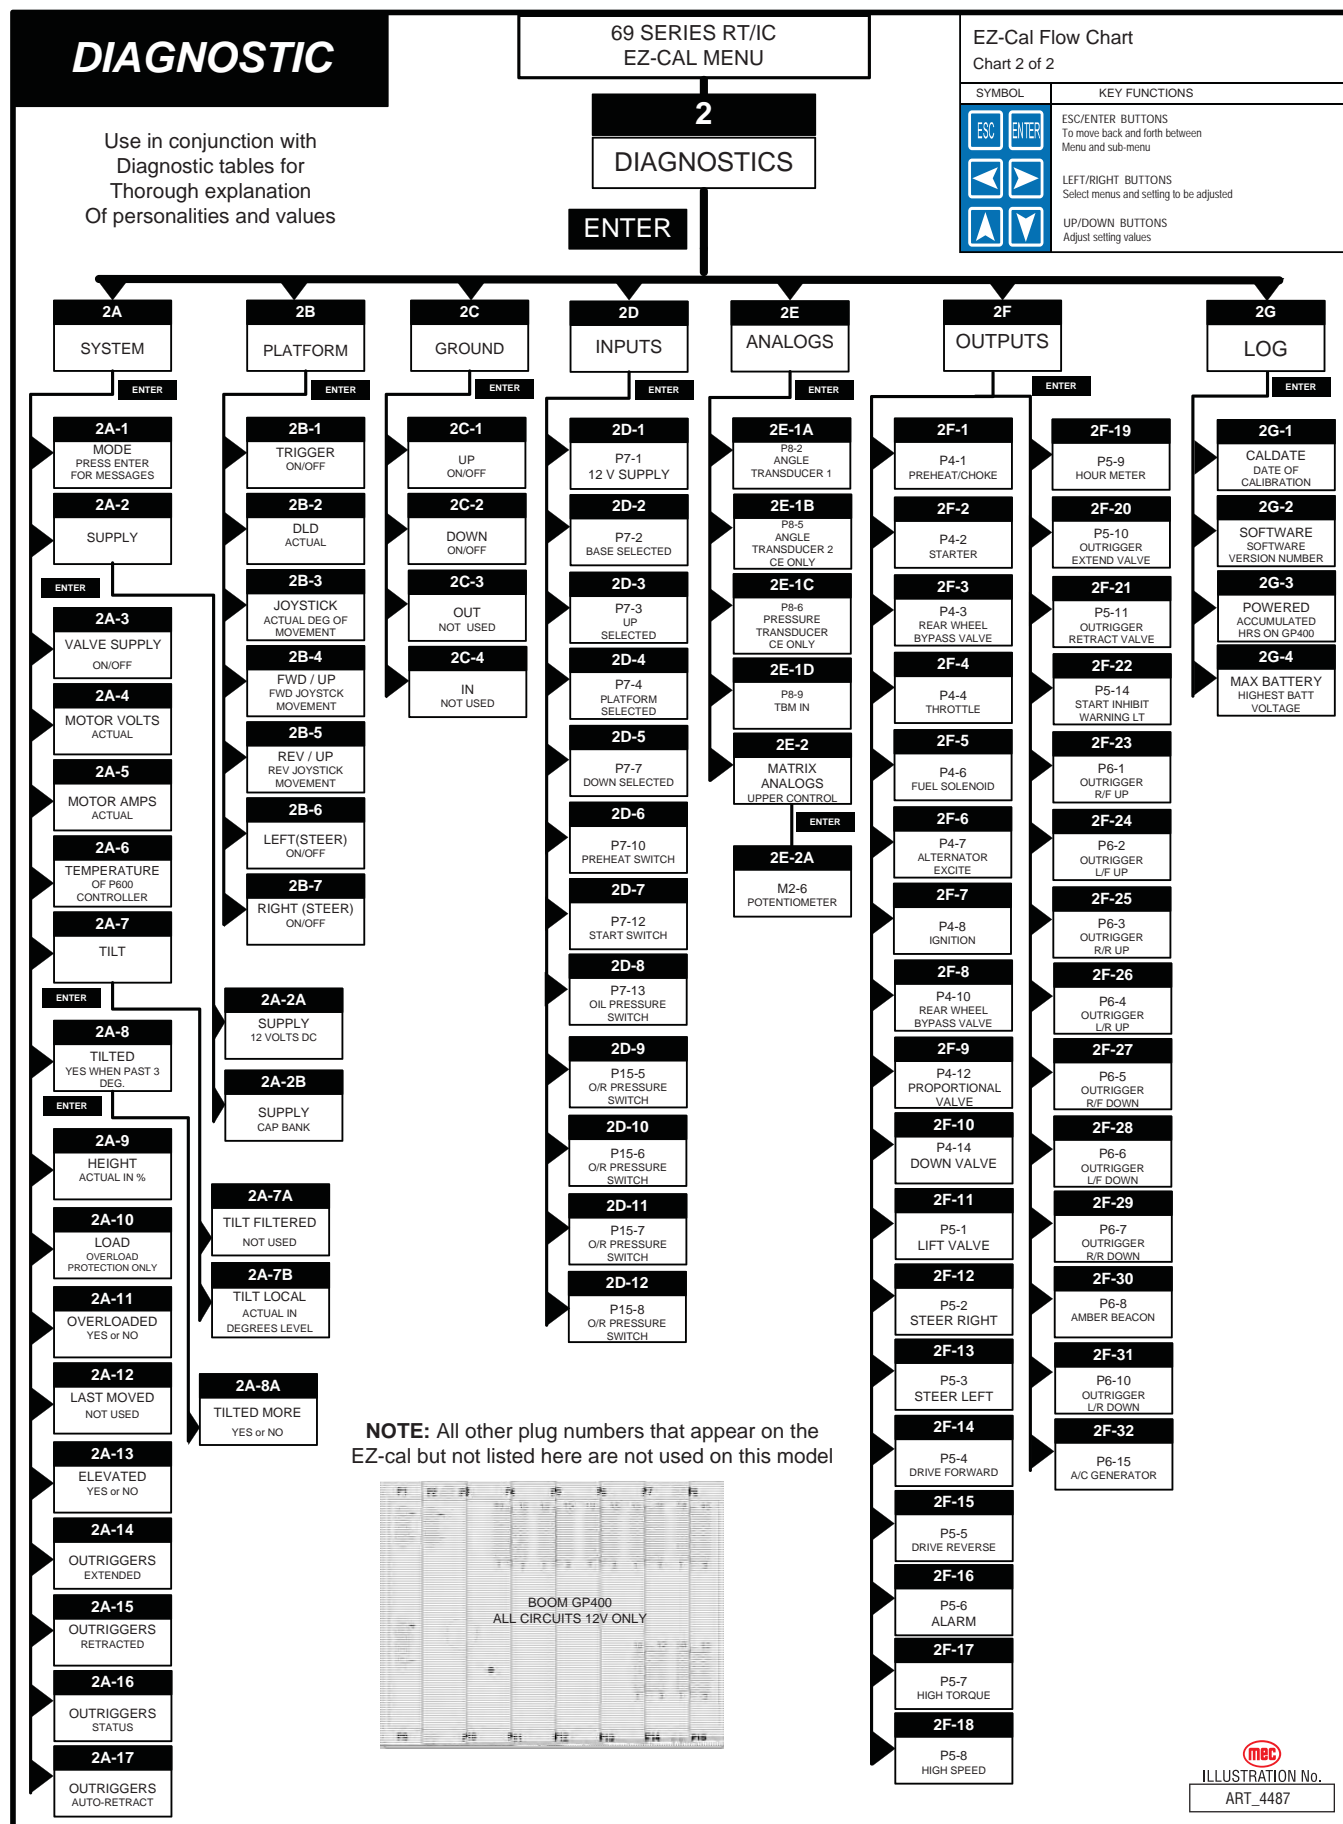 DIAGNOSTIC
Use in conjunction with
Diagnostic tables for
Thorough explanation
Of personalities and values
69 SERIES RT/IC
EZ-CAL MENU
2
DIAGNOSTICS
ENTER
EZ-Cal Flow Chart
Chart 2 of 2
SYMBOL KEY FUNCTIONS
ESC ENTER
ESC/ENTER BUTTONS
To move back and forth between
Menu and sub-menu
LEFT/RIGHT BUTTONS
Select menus and setting to be adjusted
UP/DOWN BUTTONS
Adjust setting values
2A
SYSTEM
ENTER
2A-1
MODE
PRESS ENTER
FOR MESSAGES
2A-2
SUPPLY
ENTER
2A-3
VALVE SUPPLY
ON/OFF
2A-4
MOTOR VOLTS
ACTUAL
2A-5
MOTOR AMPS
ACTUAL
2A-6
TEMPERATURE
OF P600
CONTROLLER
2A-7
TILT
ENTER
2A-8
TILTED
YES WHEN PAST 3
DEG.
ENTER
2A-9
HEIGHT
ACTUAL IN %
2A-10
LOAD
OVERLOAD
PROTECTION ONLY
2A-11
OVERLOADED
YES or NO
2A-12
LAST MOVED
NOT USED
2A-13
ELEVATED
YES or NO
2A-14
OUTRIGGERS
EXTENDED
2A-15
OUTRIGGERS
RETRACTED
2A-16
OUTRIGGERS
STATUS
2A-17
OUTRIGGERS
AUTO-RETRACT
2B
PLATFORM
ENTER
2B-1
TRIGGER
ON/OFF
2B-2
DLD
ACTUAL
2B-3
JOYSTICK
ACTUAL DEG OF
MOVEMENT
2B-4
FWD / UP
FWD JOYSTCK
MOVEMENT
2B-5
REV / UP
REV JOYSTICK
MOVEMENT
2B-6
LEFT(STEER)
ON/OFF
2B-7
RIGHT (STEER)
ON/OFF
2A-2A
SUPPLY
12 VOLTS DC
2A-2B
SUPPLY
CAP BANK
2A-7A
TILT FILTERED
NOT USED
2A-7B
TILT LOCAL
ACTUAL IN
DEGREES LEVEL
2A-8A
TILTED MORE
YES or NO
2C
GROUND
ENTER
2C-1
UP
ON/OFF
2C-2
DOWN
ON/OFF
2C-3
OUT
NOT USED
2C-4
IN
NOT USED
2D
INPUTS
ENTER
2D-1
P7-1
12 V SUPPLY
2D-2
P7-2
BASE SELECTED
2D-3
P7-3
UP
SELECTED
2D-4
P7-4
PLATFORM
SELECTED
2D-5
P7-7
DOWN SELECTED
2D-6
P7-10
PREHEAT SWITCH
2D-7
P7-12
START SWITCH
2D-8
P7-13
OIL PRESSURE
SWITCH
2D-9
P15-5
O/R PRESSURE
SWITCH
2D-10
P15-6
O/R PRESSURE
SWITCH
2D-11
P15-7
O/R PRESSURE
SWITCH
2D-12
P15-8
O/R PRESSURE
SWITCH
2E
ANALOGS
ENTER
2E-1A
P8-2
ANGLE
TRANSDUCER 1
2E-1B
P8-5
ANGLE
TRANSDUCER 2
CE ONLY
2E-1C
P8-6
PRESSURE
TRANSDUCER
CE ONLY
2E-1D
P8-9
TBM IN
2E-2
MATRIX
ANALOGS
UPPER CONTROL
ENTER
2E-2A
M2-6
POTENTIOMETER
2F
OUTPUTS
ENTER
2F-1
P4-1
PREHEAT/CHOKE
2F-2
P4-2
STARTER
2F-3
P4-3
REAR WHEEL
BYPASS VALVE
2F-4
P4-4
THROTTLE
2F-5
P4-6
FUEL SOLENOID
2F-6
P4-7
ALTERNATOR
EXCITE
2F-7
P4-8
IGNITION
2F-8
P4-10
REAR WHEEL
BYPASS VALVE
2F-9
P4-12
PROPORTIONAL
VALVE
2F-10
P4-14
DOWN VALVE
2F-11
P5-1
LIFT VALVE
2F-12
P5-2
STEER RIGHT
2F-13
P5-3
STEER LEFT
2F-14
P5-4
DRIVE FORWARD
2F-15
P5-5
DRIVE REVERSE
2F-16
P5-6
ALARM
2F-17
P5-7
HIGH TORQUE
2F-18
P5-8
HIGH SPEED
2F-19
P5-9
HOUR METER
2F-20
P5-10
OUTRIGGER
EXTEND VALVE
2F-21
P5-11
OUTRIGGER
RETRACT VALVE
2F-22
P5-14
START INHIBIT
WARNING LT
2F-23
P6-1
OUTRIGGER
R/F UP
2F-24
P6-2
OUTRIGGER
L/F UP
2F-25
P6-3
OUTRIGGER
R/R UP
2F-26
P6-4
OUTRIGGER
L/R UP
2F-27
P6-5
OUTRIGGER
R/F DOWN
2F-28
P6-6
OUTRIGGER
L/F DOWN
2F-29
P6-7
OUTRIGGER
R/R DOWN
2F-30
P6-8
AMBER BEACON
2F-31
P6-10
OUTRIGGER
L/R DOWN
2F-32
P6-15
A/C GENERATOR
2G
LOG
ENTER
2G-1
CALDATE
DATE OF
CALIBRATION
2G-2
SOFTWARE
SOFTWARE
VERSION NUMBER
2G-3
POWERED
ACCUMULATED
HRS ON GP400
2G-4
MAX BATTERY
HIGHEST BATT
VOLTAGE
NOTE: All other plug numbers that appear on the
EZ-cal but not listed here are not used on this model
BOOM GP400
ALL CIRCUITS 12V ONLY
mec
ILLUSTRATION No.
ART_4487